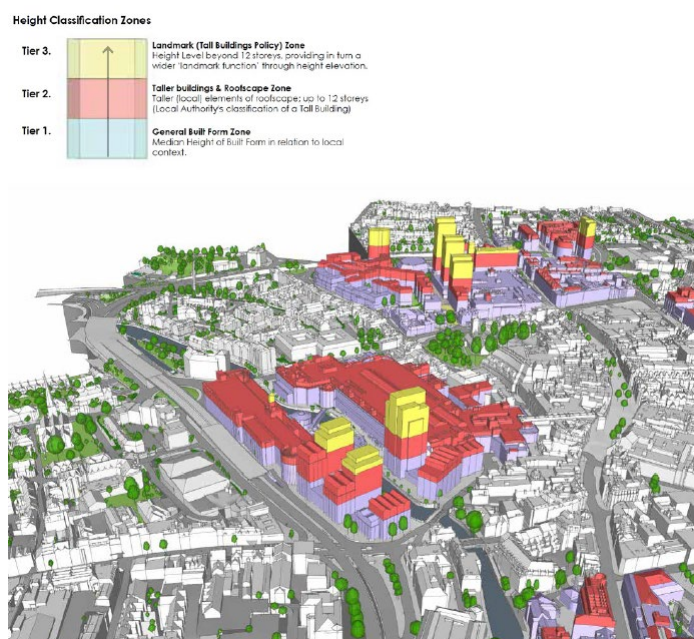 Height Classification Zones
Tier 3.
Landmark (Tall Buildings Policy) Zone
Height Level beyond 12 storeys, providing in turn a
wider 'landmark function' through height elevation.
Tier 2.
Taller buildings & Roofscape Zone
Taller (local) elements of roofscape; up to 12 storeys
(Local Authority's classification of a Tall Building)
Tier 1.
General Built Form Zone
Median Height of Built Form in relation to local
context.